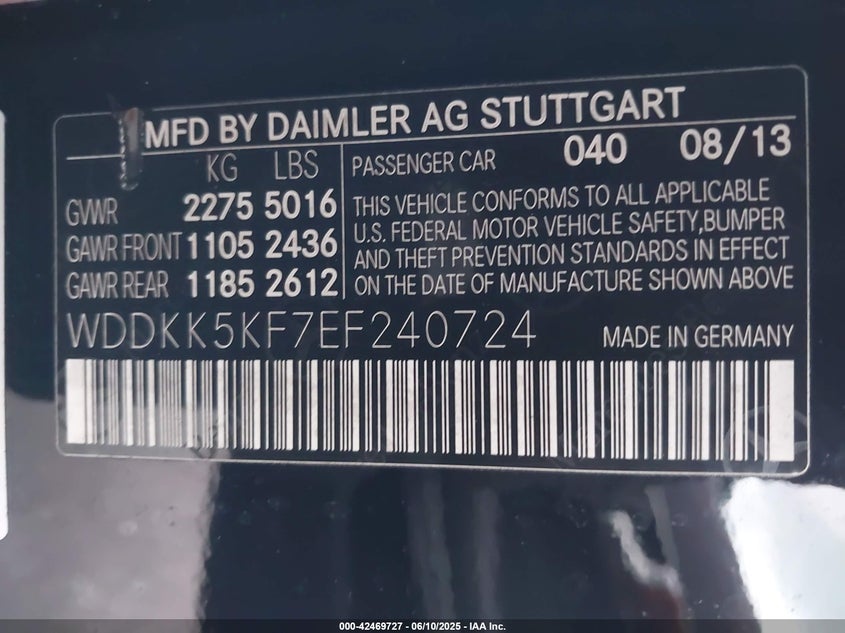 MFD BY DAIMLER AG STUTTGART
KG LBS
GVWR 2275 5016
GAWR FRONT 1105 2436
GAWR REAR 1185 2612
PASSENGER CAR 040 08/13
THIS VEHICLE CONFORMS TO ALL APPLICABLE
U.S. FEDERAL MOTOR VEHICLE SAFETY,BUMPER
AND THEFT PREVENTION STANDARDS IN EFFECT
ON THE DATE OF MANUFACTURE SHOWN ABOVE
WDDKK5KF7EF240724 MADE IN GERMANY
000-42469727 - 06/10/2025 - IAA Inc.